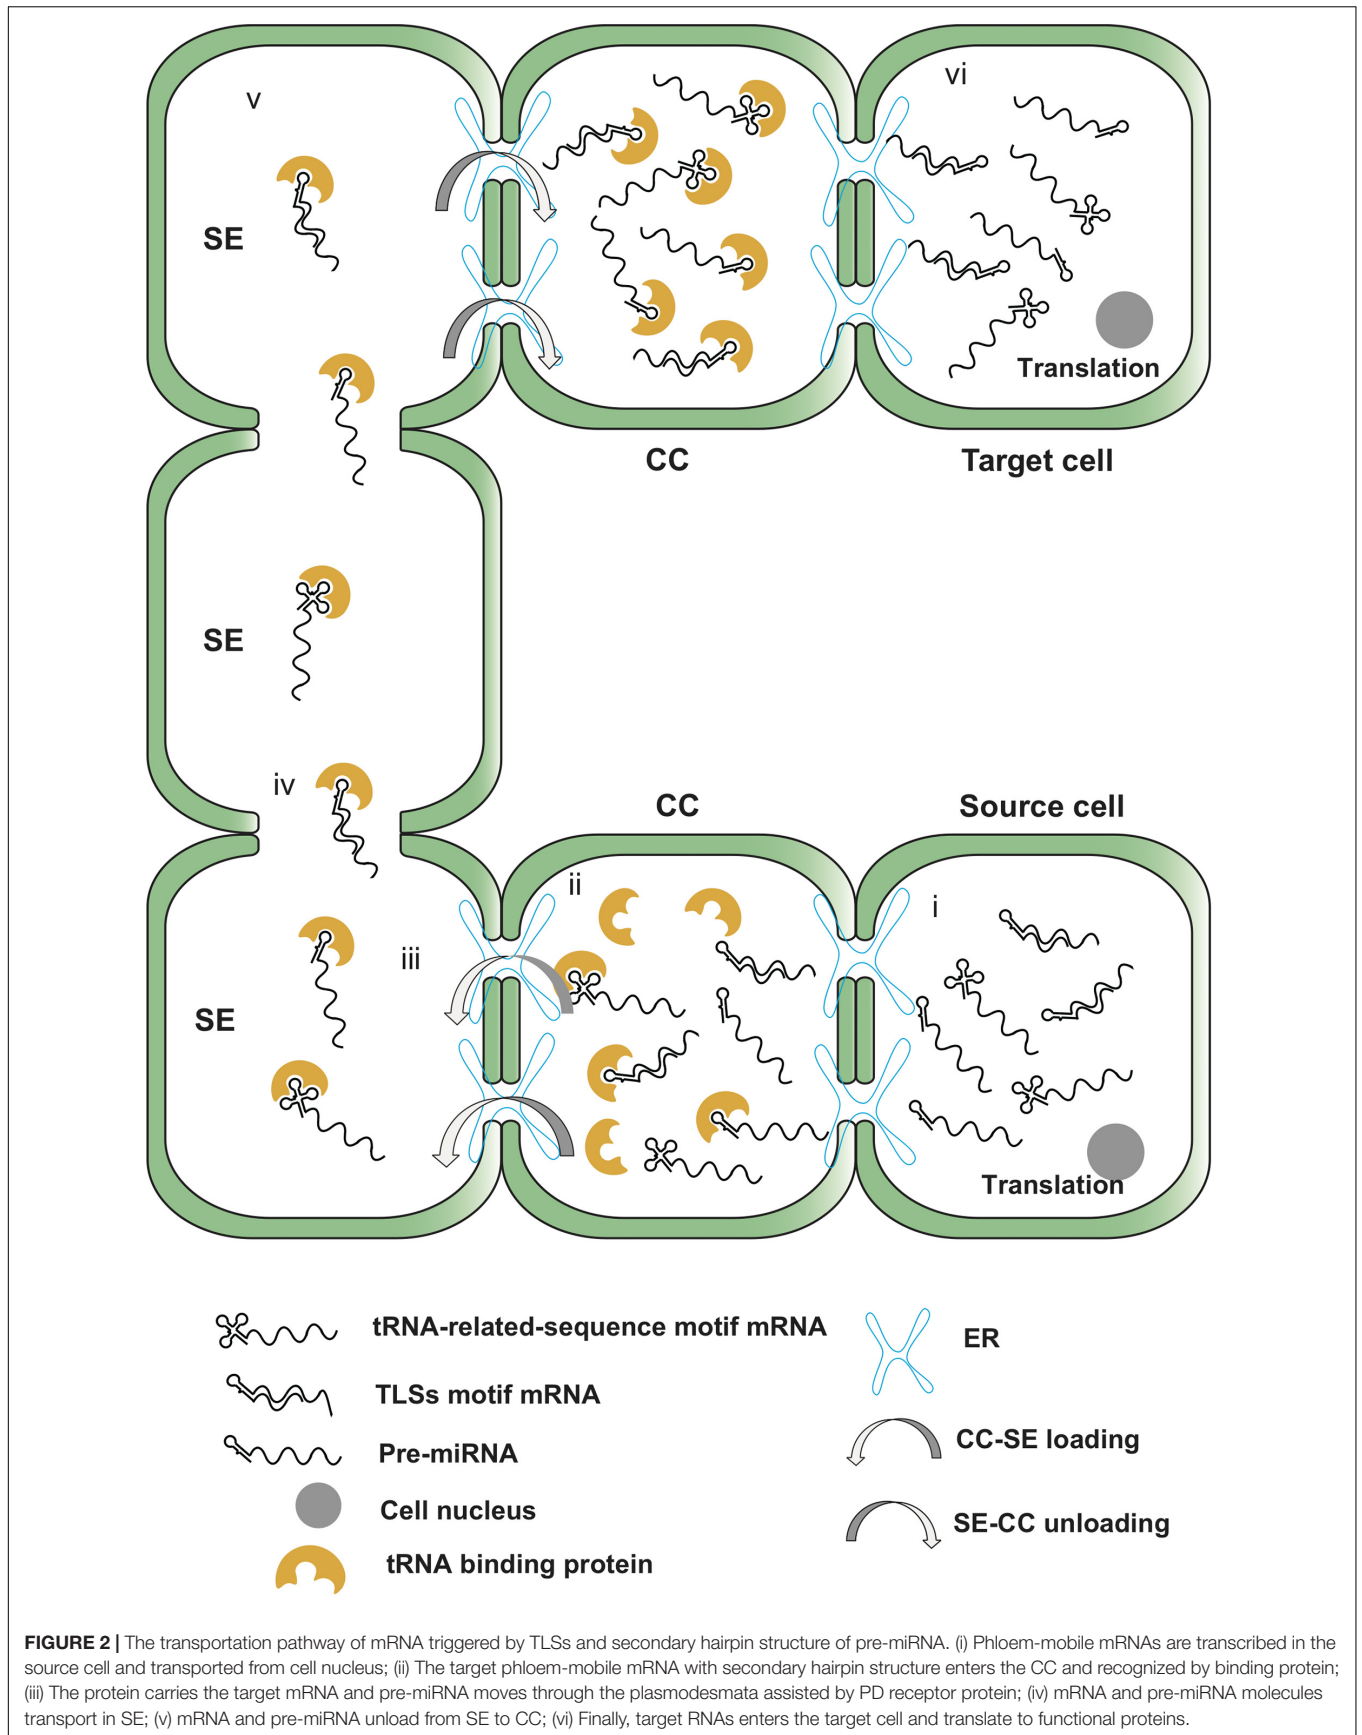 v
vi
SE
Translation
CC
Target cell
SE
iv
CC
Source cell
ii
i
iii
SE
Translation
tRNA-related-sequence motif mRNA
ER
TLSs motif mRNA
CC-SE loading
Pre-miRNA
Cell nucleus
SE-CC unloading
tRNA binding protein
FIGURE 2 | The transportation pathway of mRNA triggered by TLSs and secondary hairpin structure of pre-miRNA. (i) Phloem-mobile mRNAs are transcribed in the
source cell and transported from cell nucleus; (ii) The target phloem-mobile mRNA with secondary hairpin structure enters the CC and recognized by binding protein;
(iii) The protein carries the target mRNA and pre-miRNA moves through the plasmodesmata assisted by PD receptor protein; (iv) mRNA and pre-miRNA molecules
transport in SE; (v) mRNA and pre-miRNA unload from SE to CC; (vi) Finally, target RNAs enters the target cell and translate to functional proteins.